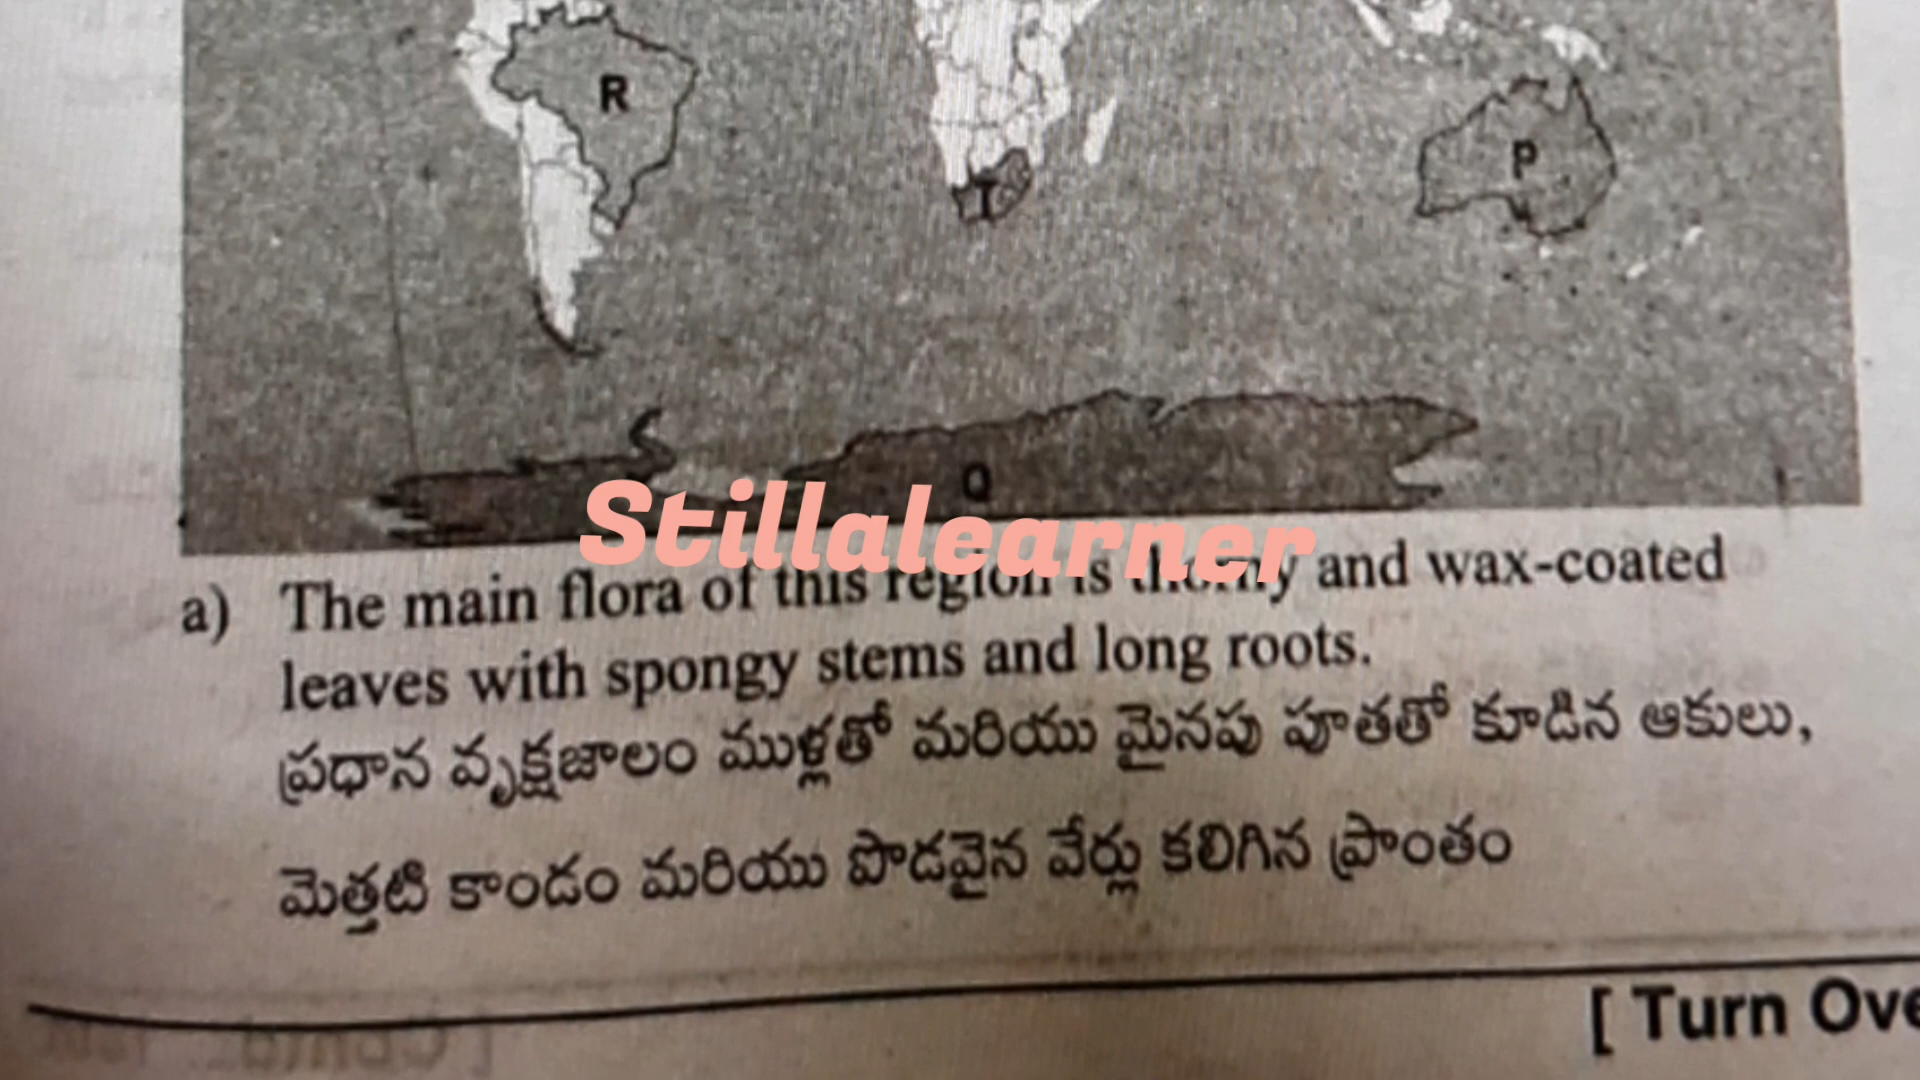 R
P
T
Q
Stillalearner
a) The main flora of this region is thorny and wax-coated
leaves with spongy stems and long roots.
ప్రధాన వృక్షజాలం ముళ్లతో మరియు మైనపు పూతతో కూడిన ఆకులు,
మెత్తటి కాండం మరియు పొడవైన వేర్లు కలిగిన ప్రాంతం
[ Turn Ove